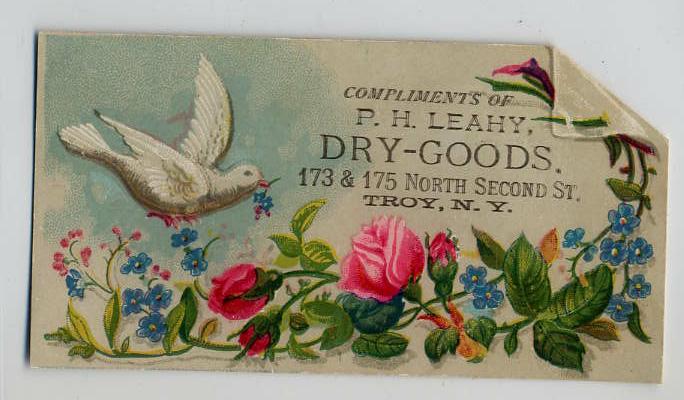 COMPLIMENTS OF
P. H. LEAHY,
DRY-GOODS.
173 & 175 NORTH SECOND ST.
TROY, N. Y.